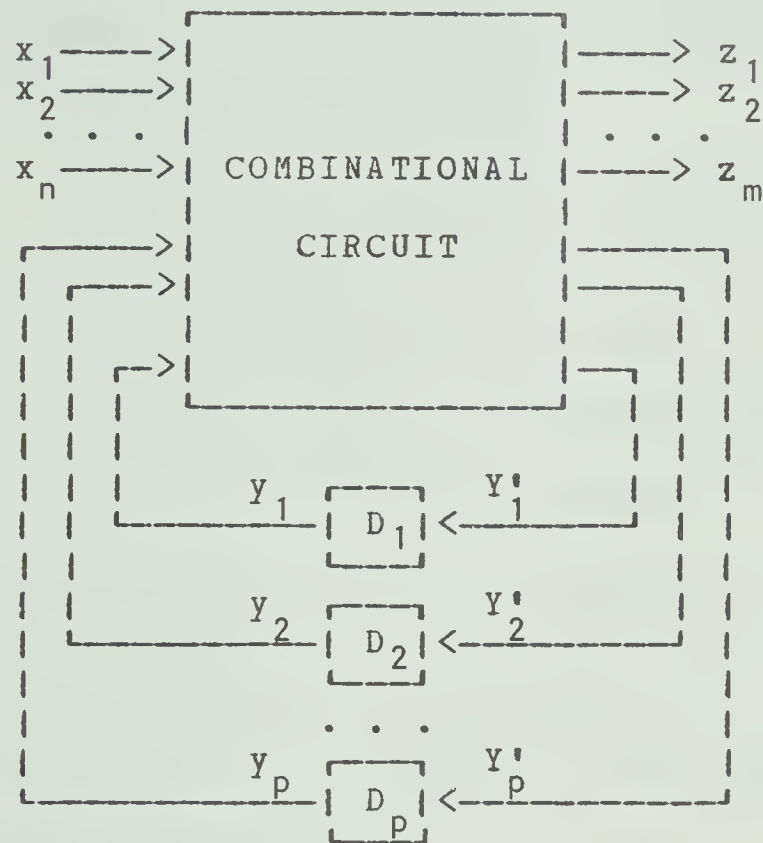 x1 z1
x2 z2
. . . . . .
xn COMBINATIONAL zm
CIRCUIT
y1 D1 Y'1
y2 D2 Y'2
. . .
yp Dp Y'p